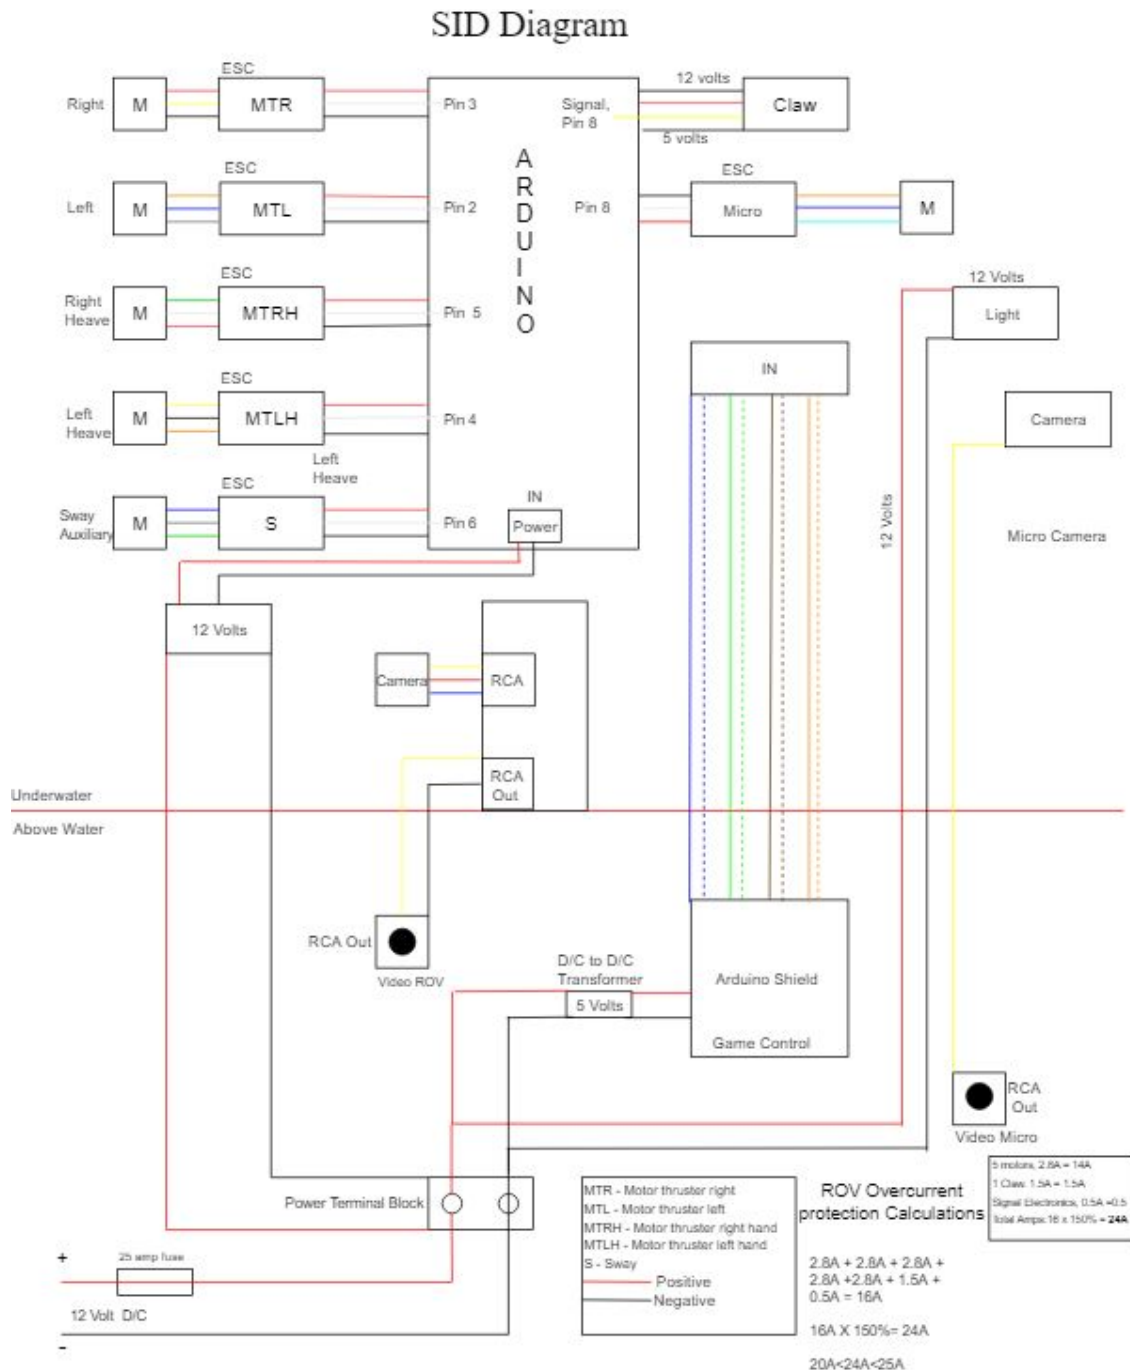 SID Diagram
ESC
Right
M
MTR
Pin 3
12 volts
Signal,
Pin 8
Claw
5 volts
ARDUINO
ESC
Left
M
MTL
Pin 2
Pin 8
ESC
Micro
M
ESC
Right
Heave
M
MTRH
Pin 5
12 Volts
Light
IN
ESC
Left
Heave
M
MTLH
Pin 4
Camera
Left
Heave
ESC
Sway
Auxiliary
M
S
Pin 6
IN
Power
12 Volts
Micro Camera
12 Volts
Camera
RCA
RCA
Out
Underwater
Above Water
RCA Out
Video ROV
D/C to D/C
Transformer
5 Volts
Arduino Shield
Game Control
RCA
Out
Video Micro
Power Terminal Block
MTR - Motor thruster right
MTL - Motor thruster left
MTRH - Motor thruster right hand
MTLH - Motor thruster left hand
S - Sway
Positive
Negative
ROV Overcurrent
protection Calculations
5 motors, 2.8A = 14A
1 Claw. 1.5A = 1.5A
Signal Electronics, 0.5A =0.5
Total Amps:16 x 150% = 24A
2.8A + 2.8A + 2.8A +
2.8A +2.8A + 1.5A +
0.5A = 16A
16A X 150%= 24A
20A<24A<25A
+
25 amp fuse
12 Volt D/C
-